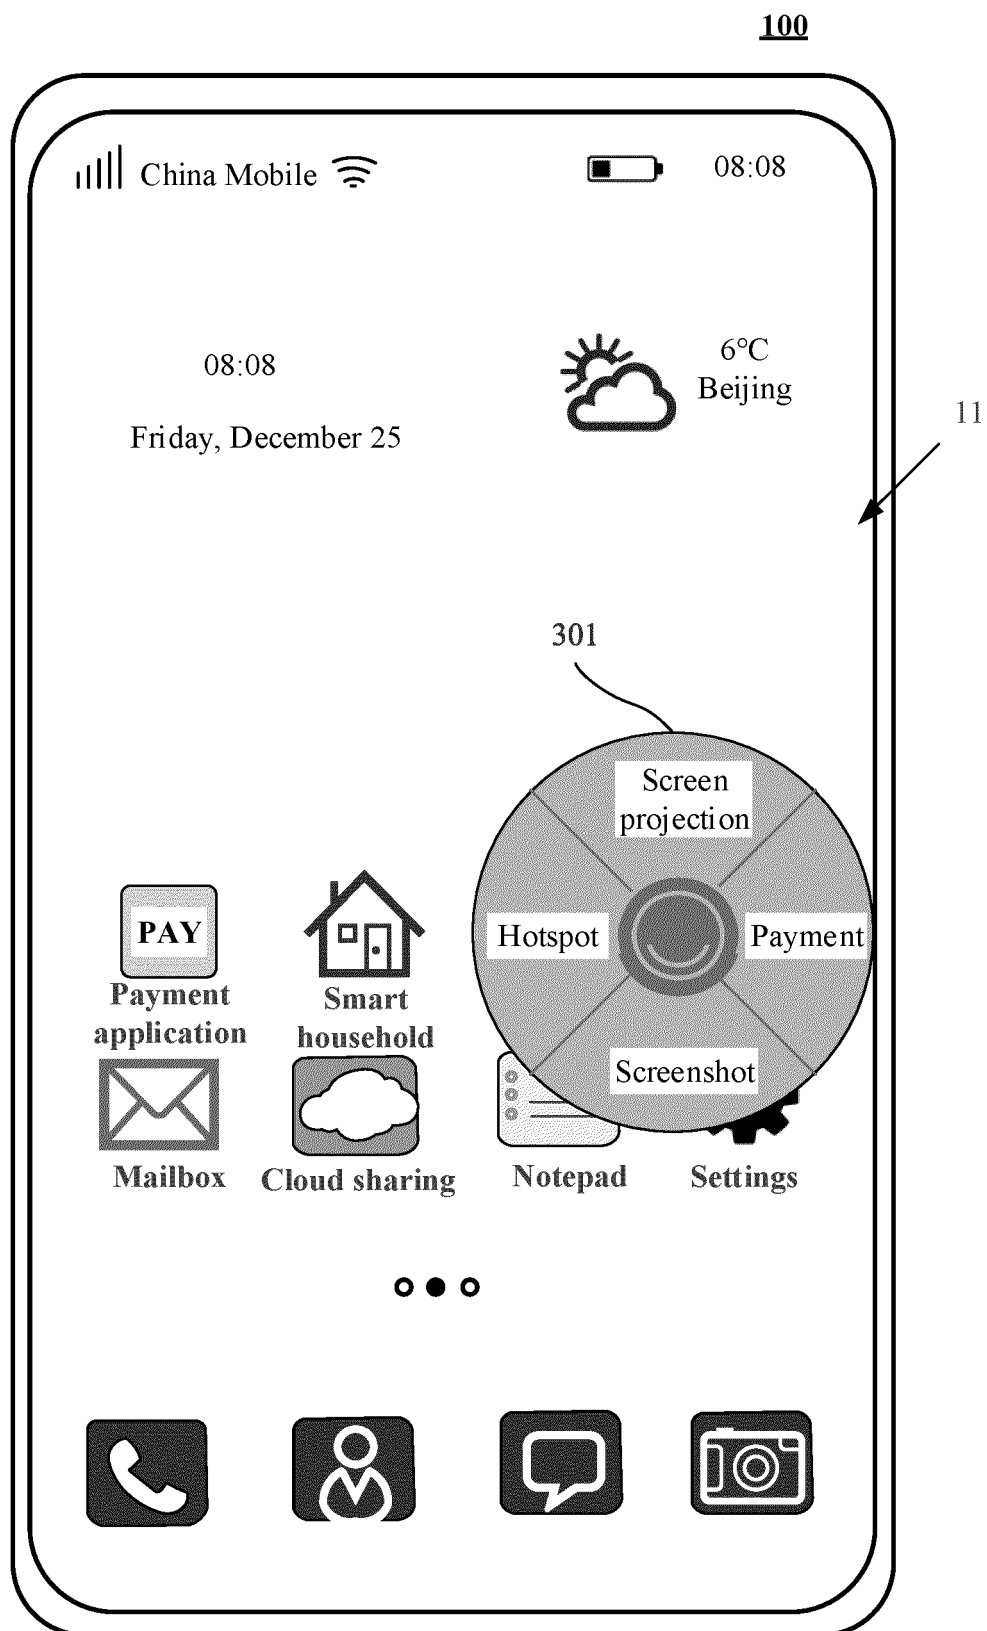 100
China Mobile
08:08
08:08
6°C
Beijing
Friday, December 25
11
301
Screen
projection
Hotspot
Payment
Screenshot
PAY
Payment
application
Smart
household
Mailbox
Cloud sharing
Notepad
Settings